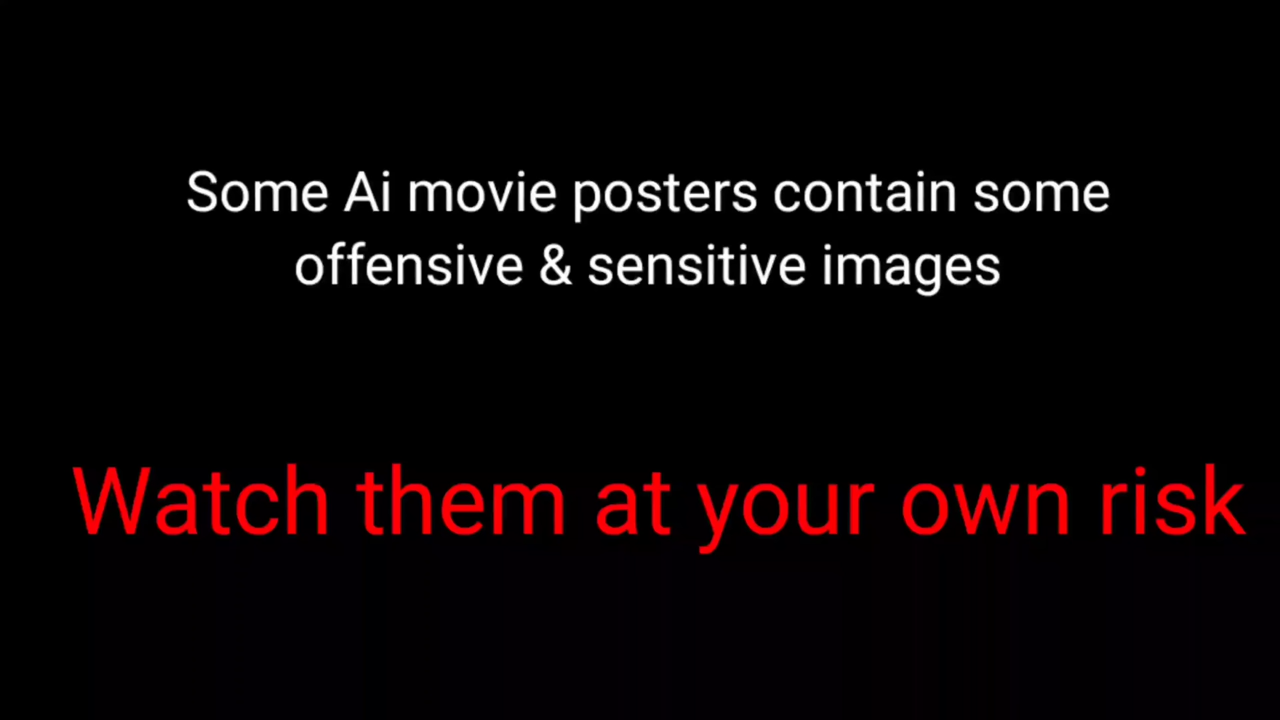 Some Ai movie posters contain some
offensive & sensitive images
Watch them at your own risk